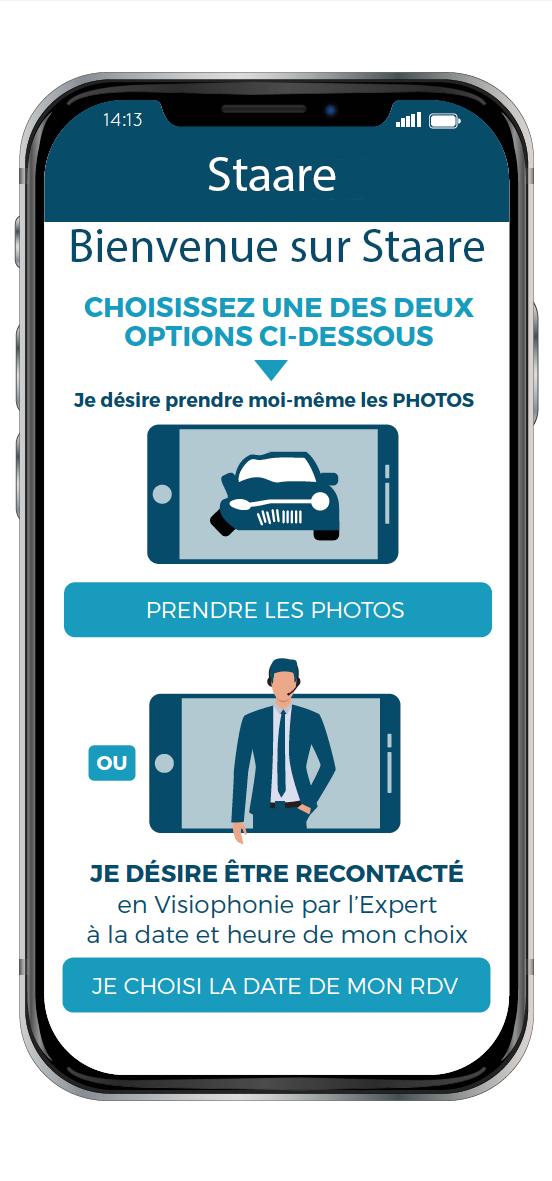 14:13
Staare
Bienvenue sur Staare
CHOISISSEZ UNE DES DEUX
OPTIONS CI-DESSOUS
Je désire prendre moi-même les PHOTOS
PRENDRE LES PHOTOS
OU
JE DÉSIRE ÊTRE RECONTACTÉ
en Visiophonie par l'Expert
à la date et heure de mon choix
JE CHOISI LA DATE DE MON RDV